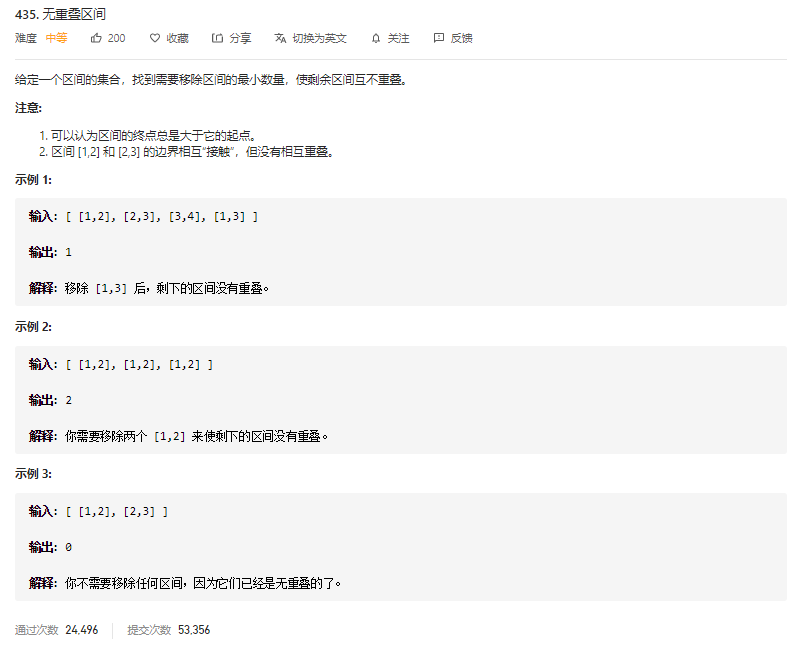 435. 无重叠区间
难度 中等 200 收藏 分享 切换为英文 关注 反馈
给定一个区间的集合，找到需要移除区间的最小数量，使剩余区间互不重叠。
注意:
1. 可以认为区间的终点总是大于它的起点。
2. 区间 [1,2] 和 [2,3] 的边界相互“接触”，但没有相互重叠。
示例 1:
输入: [ [1,2], [2,3], [3,4], [1,3] ]
输出: 1
解释: 移除 [1,3] 后，剩下的区间没有重叠。
示例 2:
输入: [ [1,2], [1,2], [1,2] ]
输出: 2
解释: 你需要移除两个 [1,2] 来使剩下的区间没有重叠。
示例 3:
输入: [ [1,2], [2,3] ]
输出: 0
解释: 你不需要移除任何区间，因为它们已经是无重叠的了。
通过次数 24,496 提交次数 53,356